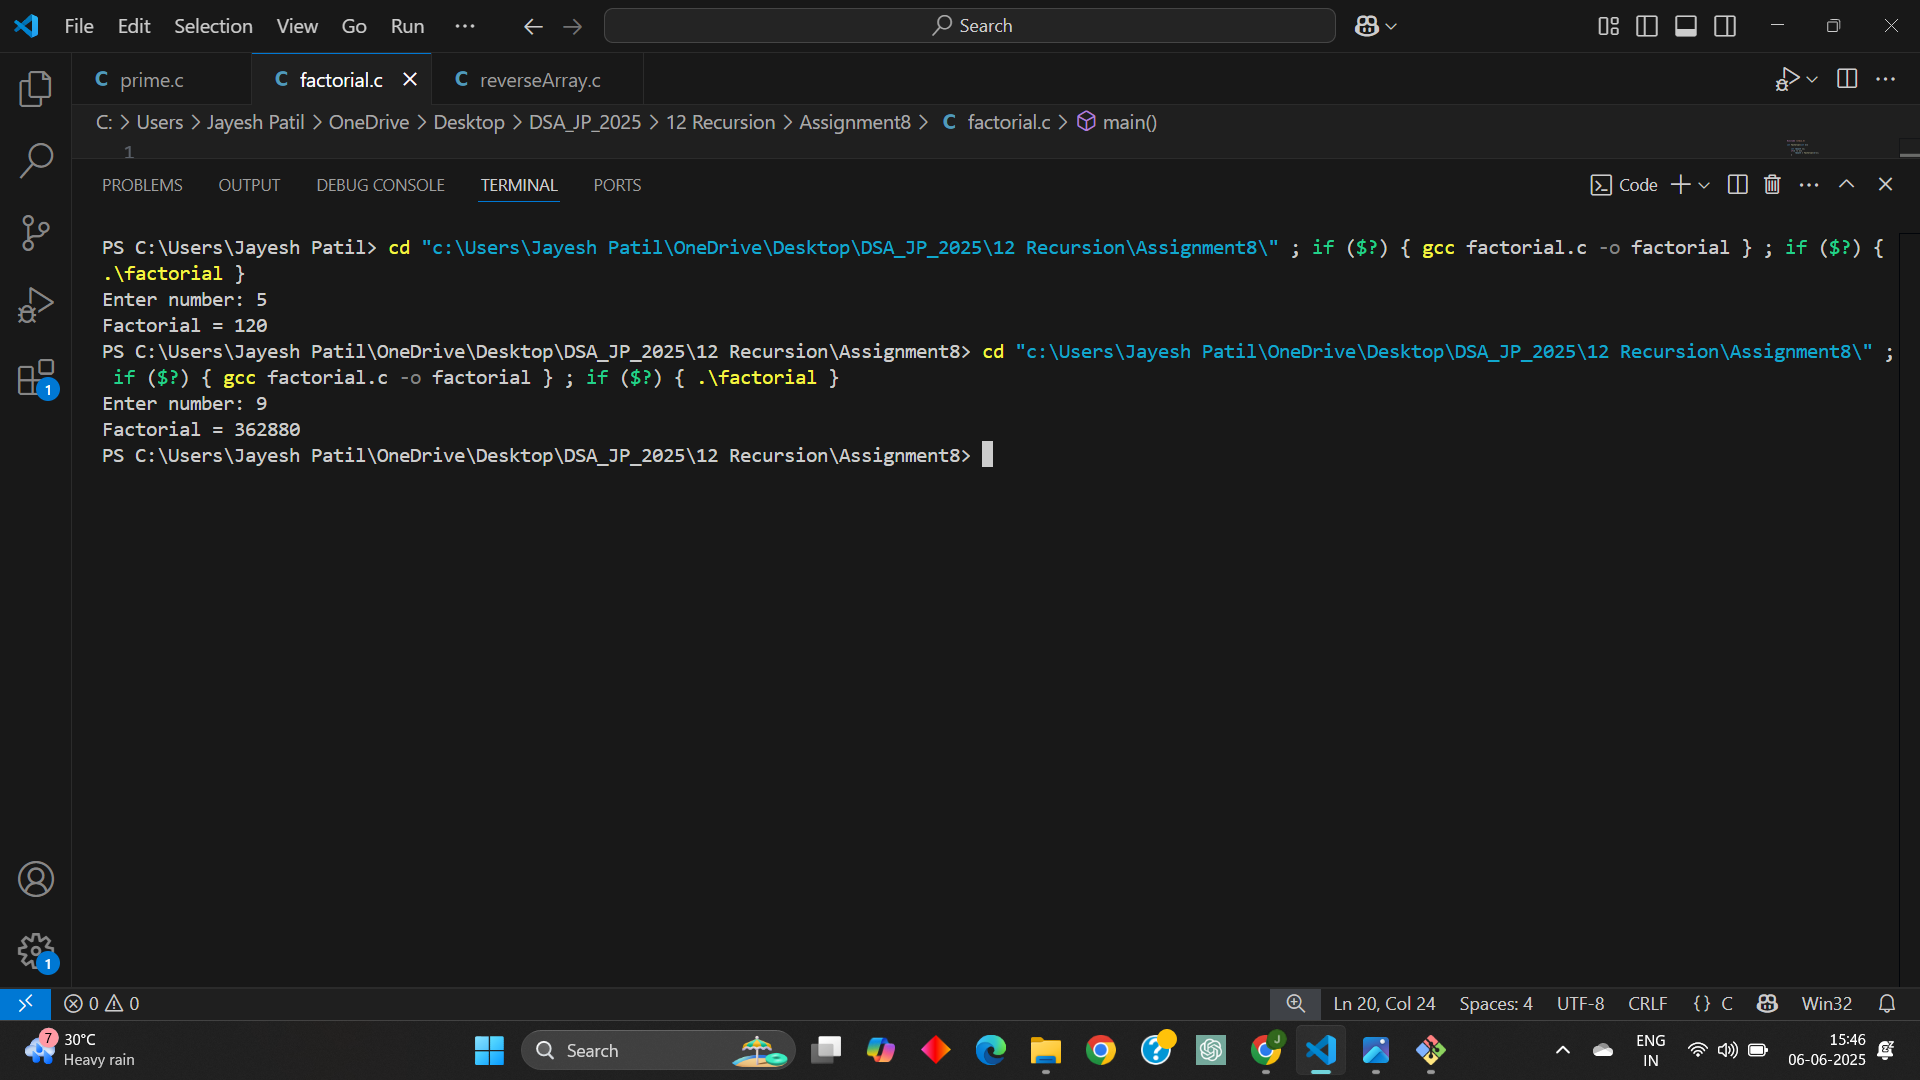 File Edit Selection View Go Run ··· Search
C prime.c C factorial.c C reverseArray.c
C: > Users > Jayesh Patil > OneDrive > Desktop > DSA_JP_2025 > 12 Recursion > Assignment8 > C factorial.c > main()
1
PROBLEMS OUTPUT DEBUG CONSOLE TERMINAL PORTS Code
PS C:\Users\Jayesh Patil> cd "c:\Users\Jayesh Patil\OneDrive\Desktop\DSA_JP_2025\12 Recursion\Assignment8\" ; if ($?) { gcc factorial.c -o factorial } ; if ($?) {
.\factorial }
Enter number: 5
Factorial = 120
PS C:\Users\Jayesh Patil\OneDrive\Desktop\DSA_JP_2025\12 Recursion\Assignment8> cd "c:\Users\Jayesh Patil\OneDrive\Desktop\DSA_JP_2025\12 Recursion\Assignment8\" ;
if ($?) { gcc factorial.c -o factorial } ; if ($?) { .\factorial }
Enter number: 9
Factorial = 362880
PS C:\Users\Jayesh Patil\OneDrive\Desktop\DSA_JP_2025\12 Recursion\Assignment8>
1
1
0 0 Ln 20, Col 24 Spaces: 4 UTF-8 CRLF {} C Win32
7 30°C
Heavy rain
Search
J
ENG
IN
15:46
06-06-2025